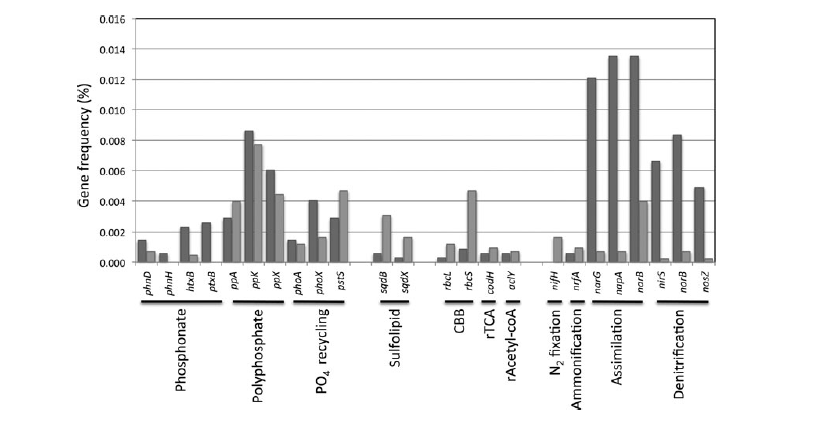 0.016
0.014
0.012
0.010
0.008
0.006
0.004
0.002
0.000
Gene frequency (%)
phnD
phnH
htxB
ptxB
ppA
ppK
ppX
phoA
phoX
pstS
sqdB
sqdX
rbcL
rbcS
codH
aclY
nifH
nrfA
narG
napA
narB
nirS
norB
nosZ
Phosphonate
Polyphosphate
PO4 recycling
Sulfolipid
CBB
rTCA
rAcetyl-coA
N2 fixation
Ammonification
Assimilation
Denitrification